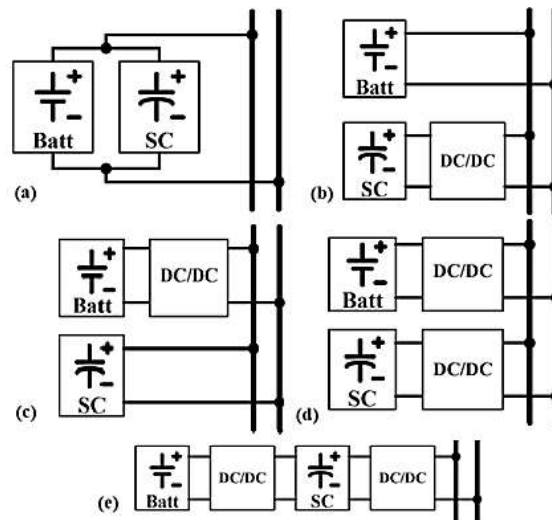 + +
- -
Batt SC
(a)
+
-
Batt
+
-
SC
DC/DC
(b)
+
-
Batt
DC/DC
+
-
SC
(c)
+
-
Batt
DC/DC
+
-
SC
DC/DC
(d)
+
-
Batt
DC/DC
+
-
SC
DC/DC
(e)